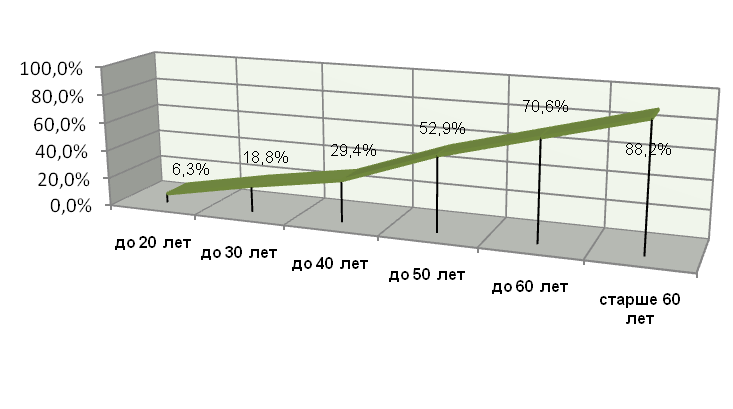 100,0%
80,0%
60,0%
40,0%
20,0%
0,0%
6,3%
18,8%
29,4%
52,9%
70,6%
88,2%
до 20 лет
до 30 лет
до 40 лет
до 50 лет
до 60 лет
старше 60
лет